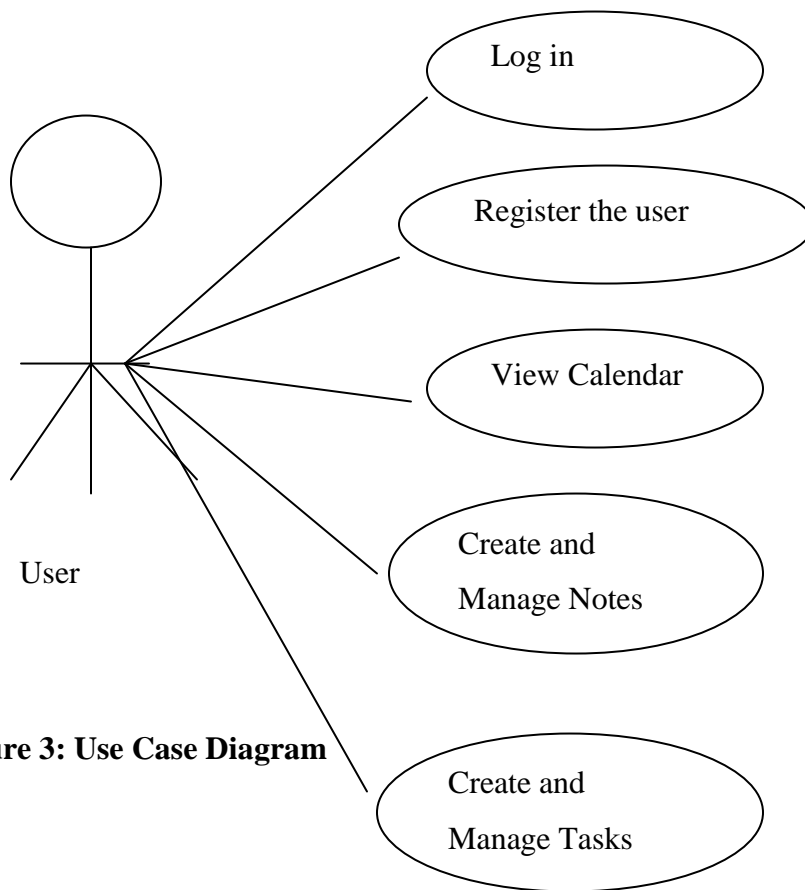 Log in
Register the user
View Calendar
Create and
Manage Notes
User
re 3: Use Case Diagram
Create and
Manage Tasks